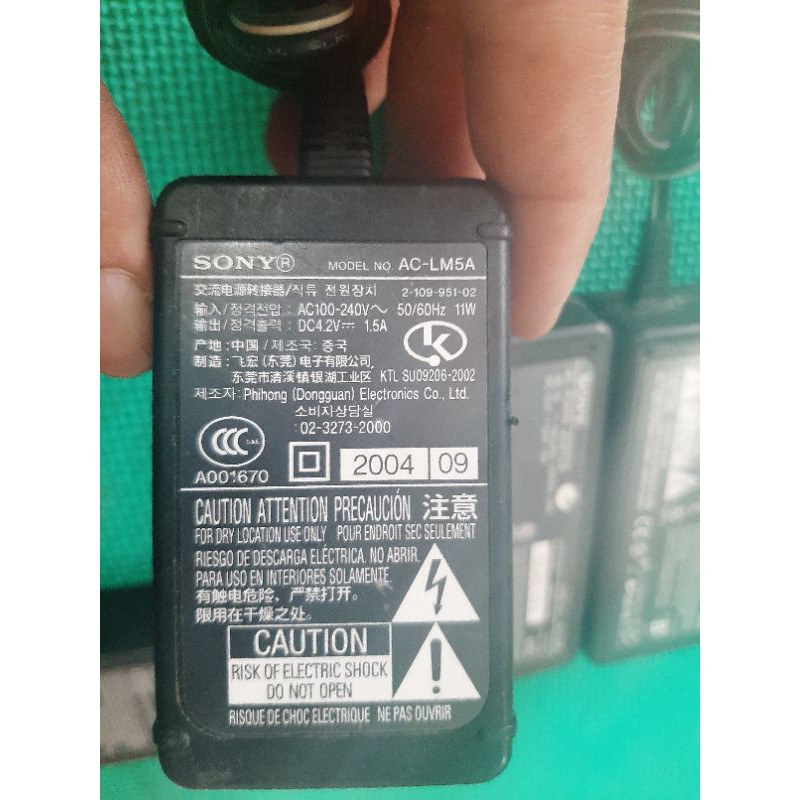 SONY® MODEL NO. AC-LM5A
交流电源转接器/직류 전원장치 2-109-951-02
输入/정격전압: AC100-240V~ 50/60Hz 11W
输出/정격출력: DC4.2V⎓ 1.5A
产地:中国/제조국: 중국
制造: 飞宏(东莞)电子有限公司
东莞市清溪镇银湖工业区 KTL SU09206-2002
제조자: Phihong (Dongguan) Electronics Co., Ltd.
소비자상담실
: 02-3273-2000
CCC S&E
A001670
2004 09
CAUTION ATTENTION PRECAUCIÓN 注意
FOR DRY LOCATION USE ONLY POUR ENDROIT SEC SEULEMENT
RIESGO DE DESCARGA ELÉCTRICA. NO ABRIR.
PARA USO EN INTERIORES SOLAMENTE.
有触电危险、严禁打开。
限用在干燥之处。
CAUTION
RISK OF ELECTRIC SHOCK
DO NOT OPEN
RISQUE DE CHOC ELECTRIQUE NE PAS OUVRIR